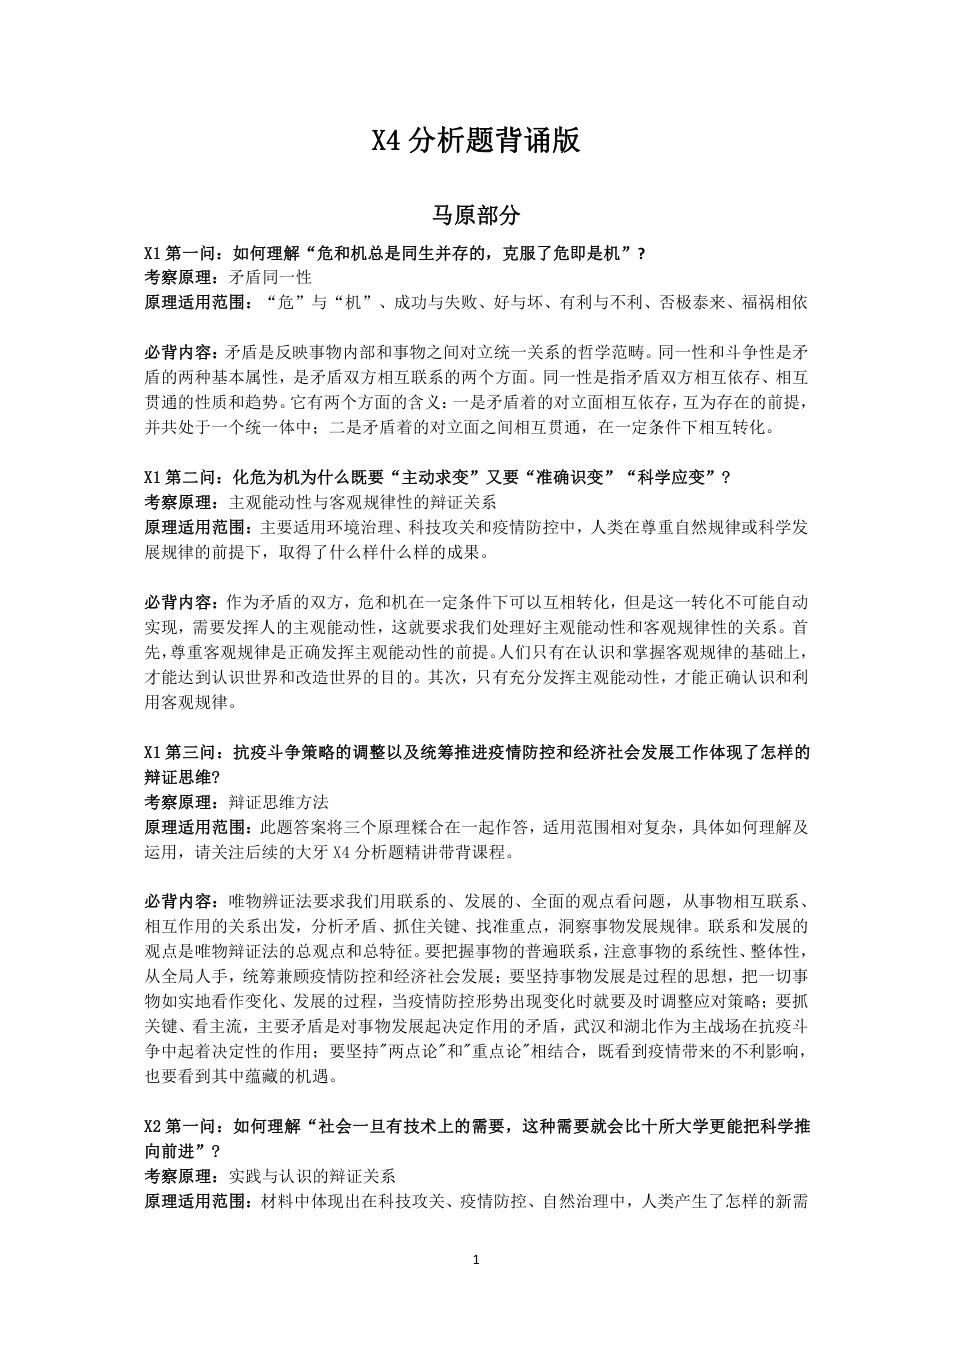 X4 分析题背诵版
马原部分
X1 第一问：如何理解“危和机总是同生并存的，克服了危即是机”?
考察原理：矛盾同一性
原理适用范围：“危”与“机”、成功与失败、好与坏、有利与不利、否极泰来、福祸相依
必背内容：矛盾是反映事物内部和事物之间对立统一关系的哲学范畴。同一性和斗争性是矛
盾的两种基本属性，是矛盾双方相互联系的两个方面。同一性是指矛盾双方相互依存、相互
贯通的性质和趋势。它有两个方面的含义：一是矛盾着的对立面相互依存，互为存在的前提，
并共处于一个统一体中；二是矛盾着的对立面之间相互贯通，在一定条件下相互转化。
X1 第二问：化危为机为什么既要“主动求变”又要“准确识变”“科学应变”?
考察原理：主观能动性与客观规律性的辩证关系
原理适用范围：主要适用环境治理、科技攻关和疫情防控中，人类在尊重自然规律或科学发
展规律的前提下，取得了什么样什么样的成果。
必背内容：作为矛盾的双方，危和机在一定条件下可以互相转化，但是这一转化不可能自动
实现，需要发挥人的主观能动性，这就要求我们处理好主观能动性和客观规律性的关系。首
先，尊重客观规律是正确发挥主观能动性的前提。人们只有在认识和掌握客观规律的基础上，
才能达到认识世界和改造世界的目的。其次，只有充分发挥主观能动性，才能正确认识和利
用客观规律。
X1 第三问：抗疫斗争策略的调整以及统筹推进疫情防控和经济社会发展工作体现了怎样的
辩证思维?
考察原理：辩证思维方法
原理适用范围：此题答案将三个原理糅合在一起作答，适用范围相对复杂，具体如何理解及
运用，请关注后续的大牙 X4 分析题精讲带背课程。
必背内容：唯物辨证法要求我们用联系的、发展的、全面的观点看问题，从事物相互联系、
相互作用的关系出发，分析矛盾、抓住关键、找准重点，洞察事物发展规律。联系和发展的
观点是唯物辩证法的总观点和总特征。要把握事物的普遍联系，注意事物的系统性、整体性，
从全局人手，统筹兼顾疫情防控和经济社会发展；要坚持事物发展是过程的思想，把一切事
物如实地看作变化、发展的过程，当疫情防控形势出现变化时就要及时调整应对策略；要抓
关键、看主流，主要矛盾是对事物发展起决定作用的矛盾，武汉和湖北作为主战场在抗疫斗
争中起着决定性的作用；要坚持"两点论"和"重点论"相结合，既看到疫情带来的不利影响，
也要看到其中蕴藏的机遇。
X2 第一问：如何理解“社会一旦有技术上的需要，这种需要就会比十所大学更能把科学推
向前进”?
考察原理：实践与认识的辩证关系
原理适用范围：材料中体现出在科技攻关、疫情防控、自然治理中，人类产生了怎样的新需
1